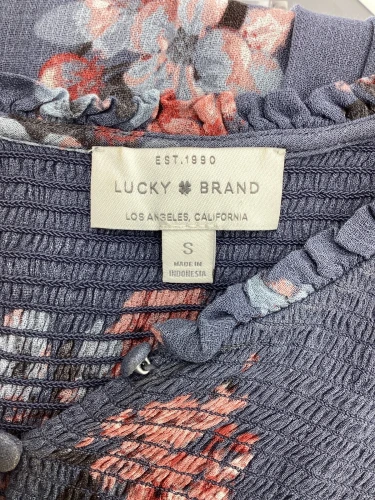 EST.1990
LUCKY BRAND
LOS ANGELES, CALIFORNIA
S
MADE IN
INDONESIA